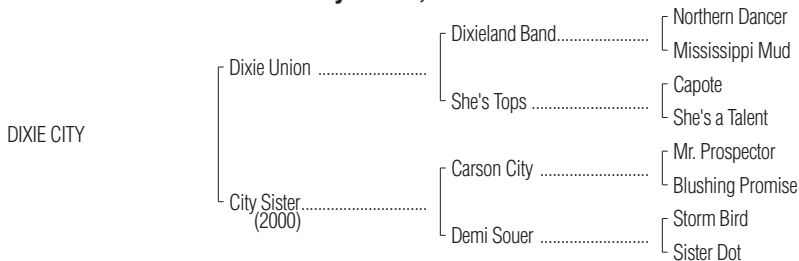 Northern Dancer
Dixieland Band......................
Mississippi Mud
Dixie Union ..........................
Capote
She's Tops ............................
She's a Talent
DIXIE CITY
Mr. Prospector
Carson City ..........................
Blushing Promise
City Sister..............................
(2000)
Storm Bird
Demi Souer ..........................
Sister Dot